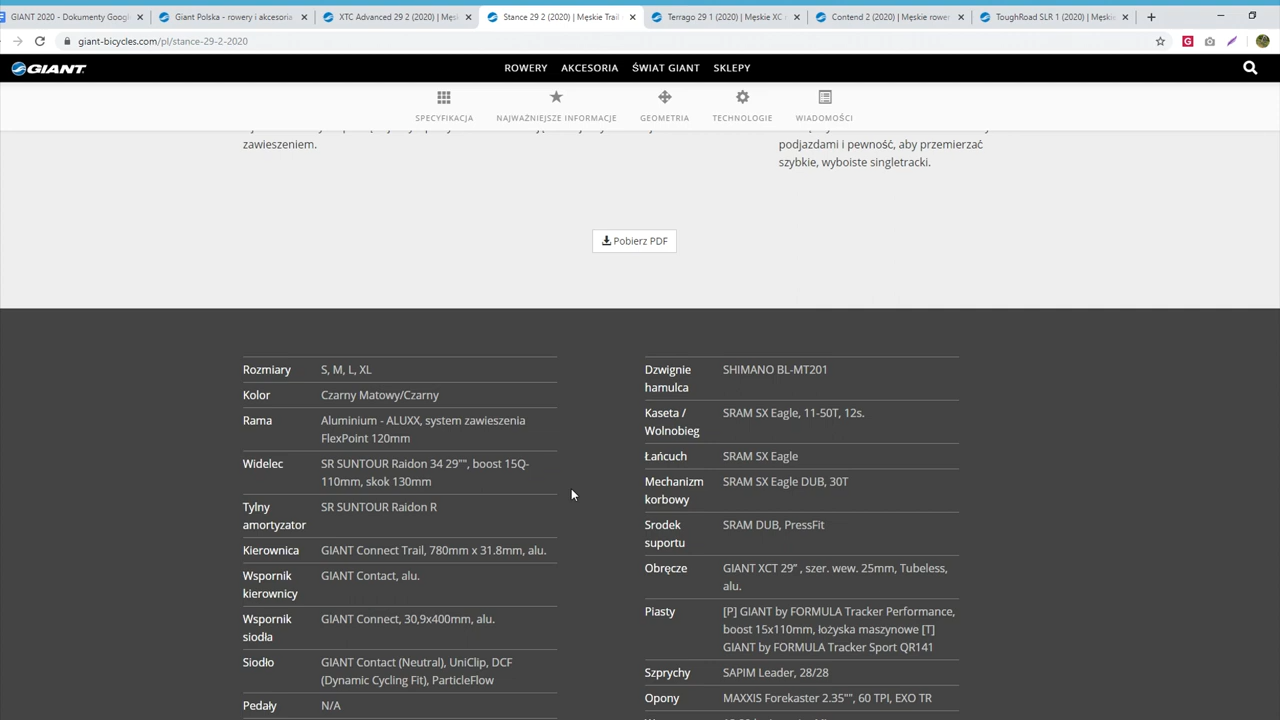 GIANT 2020 - Dokumenty Goog
Giant Polska - rowery i akcesoria
XTC Advanced 29 2 (2020) | Męsk
Stance 29 2 (2020) | Męskie Trail
Terrago 29 1 (2020) | Męskie XC
Contend 2 (2020) | Męskie rowe
ToughRoad SLR 1 (2020) | Męski
giant-bicycles.com/pl/stance-29-2-2020
GIANT
ROWERY
AKCESORIA
ŚWIAT GIANT
SKLEPY
SPECYFIKACJA
NAJWAŻNIEJSZE INFORMACJE
GEOMETRIA
TECHNOLOGIE
WIADOMOŚCI
zawieszeniem.
podjazdami i pewność, aby przemierzać
szybkie, wyboiste singletracki.
Pobierz PDF
Rozmiary S, M, L, XL
Kolor Czarny Matowy/Czarny
Rama Aluminium - ALUXX, system zawieszenia
FlexPoint 120mm
Widelec SR SUNTOUR Raidon 34 29"", boost 15Q-
110mm, skok 130mm
Tylny SR SUNTOUR Raidon R
amortyzator
Kierownica GIANT Connect Trail, 780mm x 31.8mm, alu.
Wspornik GIANT Contact, alu.
kierownicy
Wspornik GIANT Connect, 30,9x400mm, alu.
siodła
Siodło GIANT Contact (Neutral), UniClip, DCF
(Dynamic Cycling Fit), ParticleFlow
Pedały N/A
Dzwignie SHIMANO BL-MT201
hamulca
Kaseta / SRAM SX Eagle, 11-50T, 12s.
Wolnobieg
Łańcuch SRAM SX Eagle
Mechanizm SRAM SX Eagle DUB, 30T
korbowy
Srodek SRAM DUB, PressFit
suportu
Obręcze GIANT XCT 29" , szer. wew. 25mm, Tubeless,
alu.
Piasty [P] GIANT by FORMULA Tracker Performance,
boost 15x110mm, łożyska maszynowe [T]
GIANT by FORMULA Tracker Sport QR141
Szprychy SAPIM Leader, 28/28
Opony MAXXIS Forekaster 2.35"", 60 TPI, EXO TR